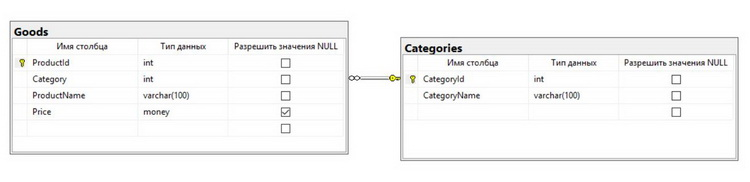 Goods
Имя столбца Тип данных Разрешить значения NULL
ProductId int
Category int
ProductName varchar(100)
Price money
Categories
Имя столбца Тип данных Разрешить значения NULL
CategoryId int
CategoryName varchar(100)